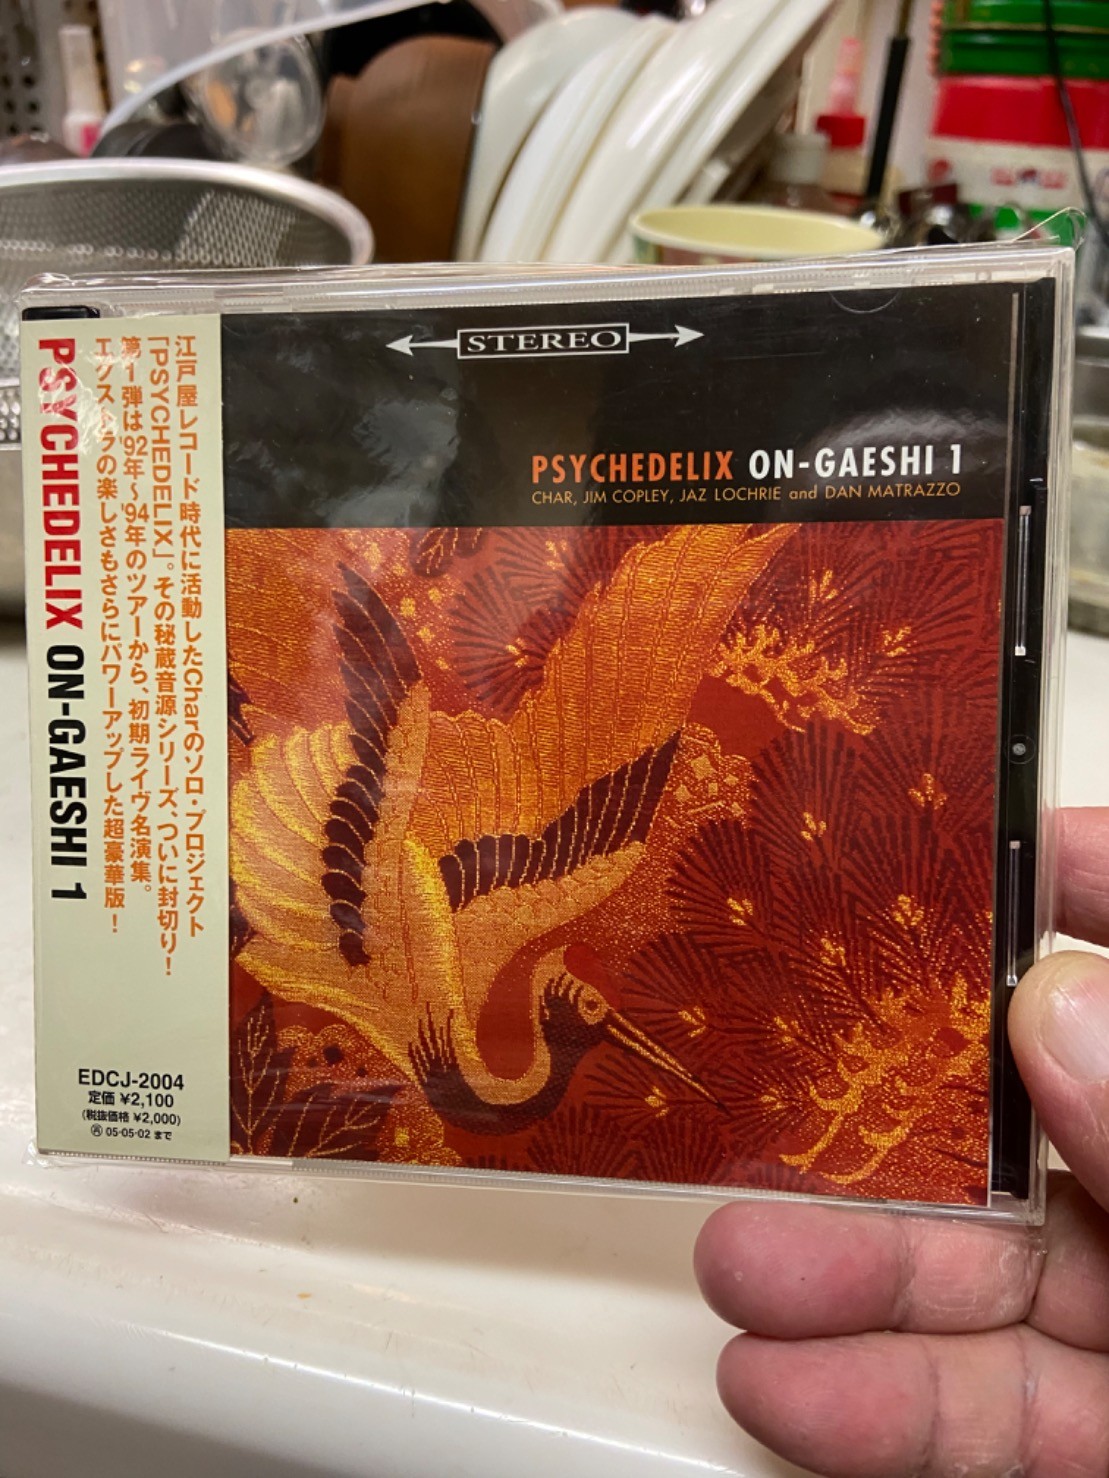 STEREO
PSYCHEDELIX ON-GAESHI 1
CHAR, JIM COPLEY, JAZ LOCHRIE and DAN MATRAZZO
江戸屋レコード時代に活動したCharのソロ・プロジェクト
「PSYCHEDELIX」。その秘蔵音源シリーズ、ついに封切り!
第1弾は'92年〜'94年のツアーから、初期ライヴ名演集。
エクストラの楽しさもさらにパワーアップした超豪華版!
PSYCHEDELIX ON-GAESHI 1
EDCJ-2004
定価 ¥2,100
(税抜価格 ¥2,000)
再 05・05・02 まで